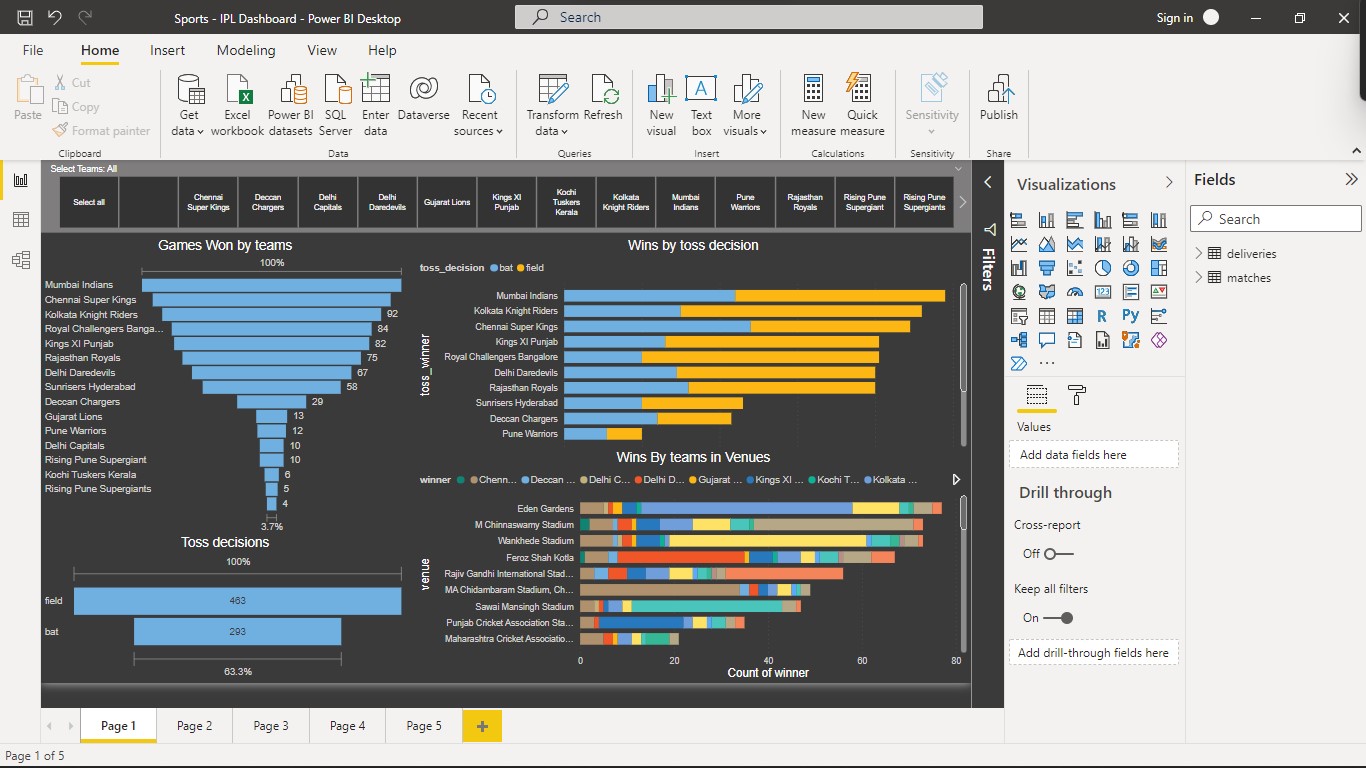 Sports - IPL Dashboard - Power BI Desktop
Search
Sign in
File Home Insert Modeling View Help
Paste
Cut
Copy
Format painter
Clipboard
Get data
Excel workbook
Power BI datasets
SQL Server
Enter data
Dataverse
Recent sources
Data
Transform data
Refresh
Queries
New visual
Text box
More visuals
Insert
New measure
Quick measure
Calculations
Sensitivity
Sensitivity
Publish
Share
Select Teams: All
Select all
Chennai Super Kings
Deccan Chargers
Delhi Capitals
Delhi Daredevils
Gujarat Lions
Kings XI Punjab
Kochi Tuskers Kerala
Kolkata Knight Riders
Mumbai Indians
Pune Warriors
Rajasthan Royals
Rising Pune Supergiant
Rising Pune Supergiants
Games Won by teams
100%
Mumbai Indians
Chennai Super Kings
Kolkata Knight Riders 92
Royal Challengers Banga... 84
Kings XI Punjab 82
Rajasthan Royals 75
Delhi Daredevils 67
Sunrisers Hyderabad 58
Deccan Chargers 29
Gujarat Lions 13
Pune Warriors 12
Delhi Capitals 10
Rising Pune Supergiant 10
Kochi Tuskers Kerala 6
Rising Pune Supergiants 5
4
3.7%
Toss decisions
100%
field 463
bat 293
63.3%
Wins by toss decision
toss_decision bat field
toss_winner
Mumbai Indians
Kolkata Knight Riders
Chennai Super Kings
Kings XI Punjab
Royal Challengers Bangalore
Delhi Daredevils
Rajasthan Royals
Sunrisers Hyderabad
Deccan Chargers
Pune Warriors
Wins By teams in Venues
winner Chenn... Deccan ... Delhi C... Delhi D... Gujarat ... Kings XI ... Kochi T... Kolkata ...
venue
Eden Gardens
M Chinnaswamy Stadium
Wankhede Stadium
Feroz Shah Kotla
Rajiv Gandhi International Stad...
MA Chidambaram Stadium, Ch...
Sawai Mansingh Stadium
Punjab Cricket Association Sta...
Maharashtra Cricket Associatio...
0 20 40 60 80
Count of winner
Filters
Visualizations
123
R
Py
...
Values
Add data fields here
Drill through
Cross-report
Off
Keep all filters
On
Add drill-through fields here
Fields
Search
deliveries
matches
Page 1 Page 2 Page 3 Page 4 Page 5 +
Page 1 of 5